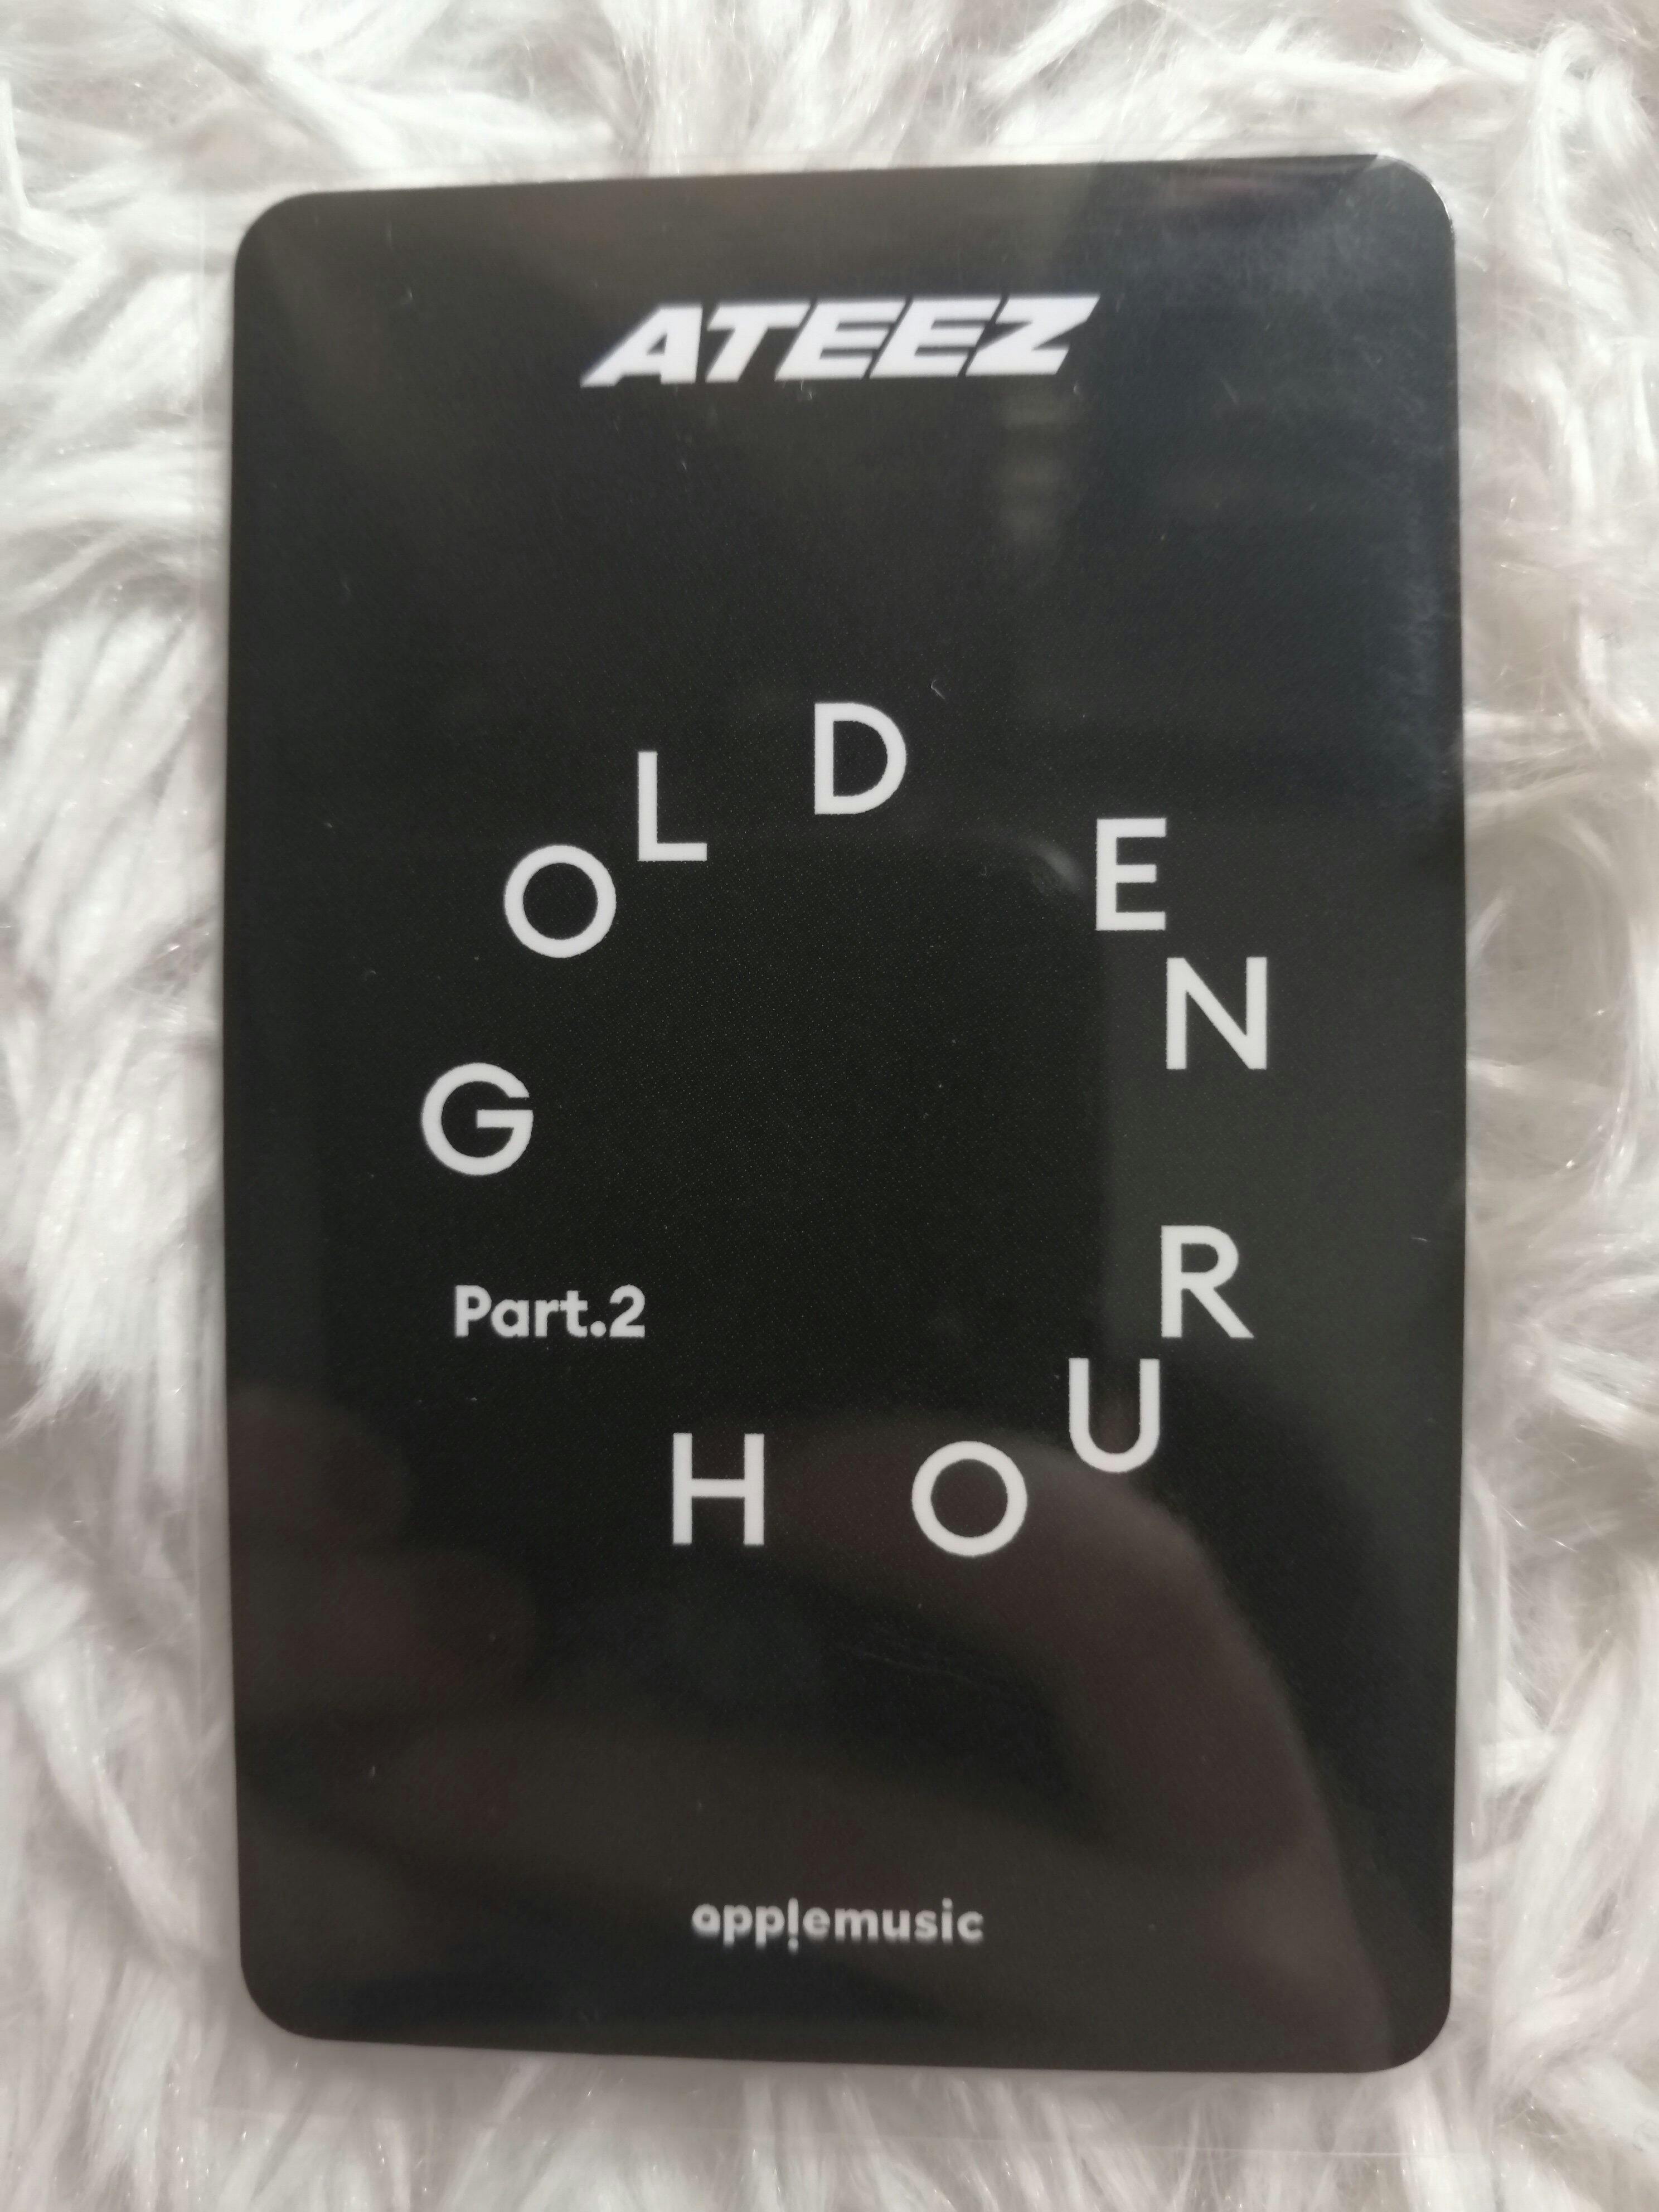 ATEEZ
GOLDEN
HOUR
Part.2
applemusic